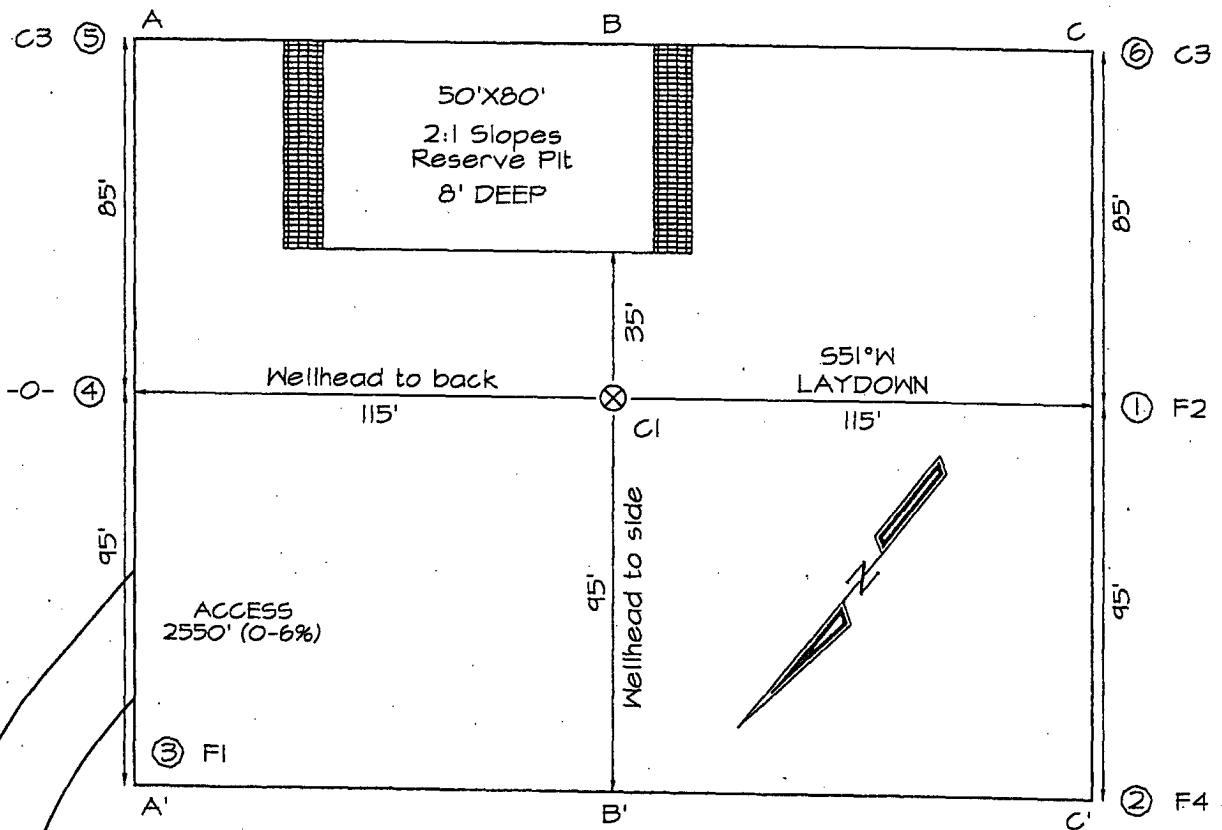 A
B
C
C3 ⑤
⑥ C3
50'X80'
2:1 Slopes
Reserve Pit
8' DEEP
85'
85'
35'
S51°W
LAYDOWN
Wellhead to back
-0- ④
① F2
115'
115'
C1
Wellhead to side
95'
95'
95'
N
ACCESS
2550' (0-6%)
③ F1
A'
B'
C'
② F4